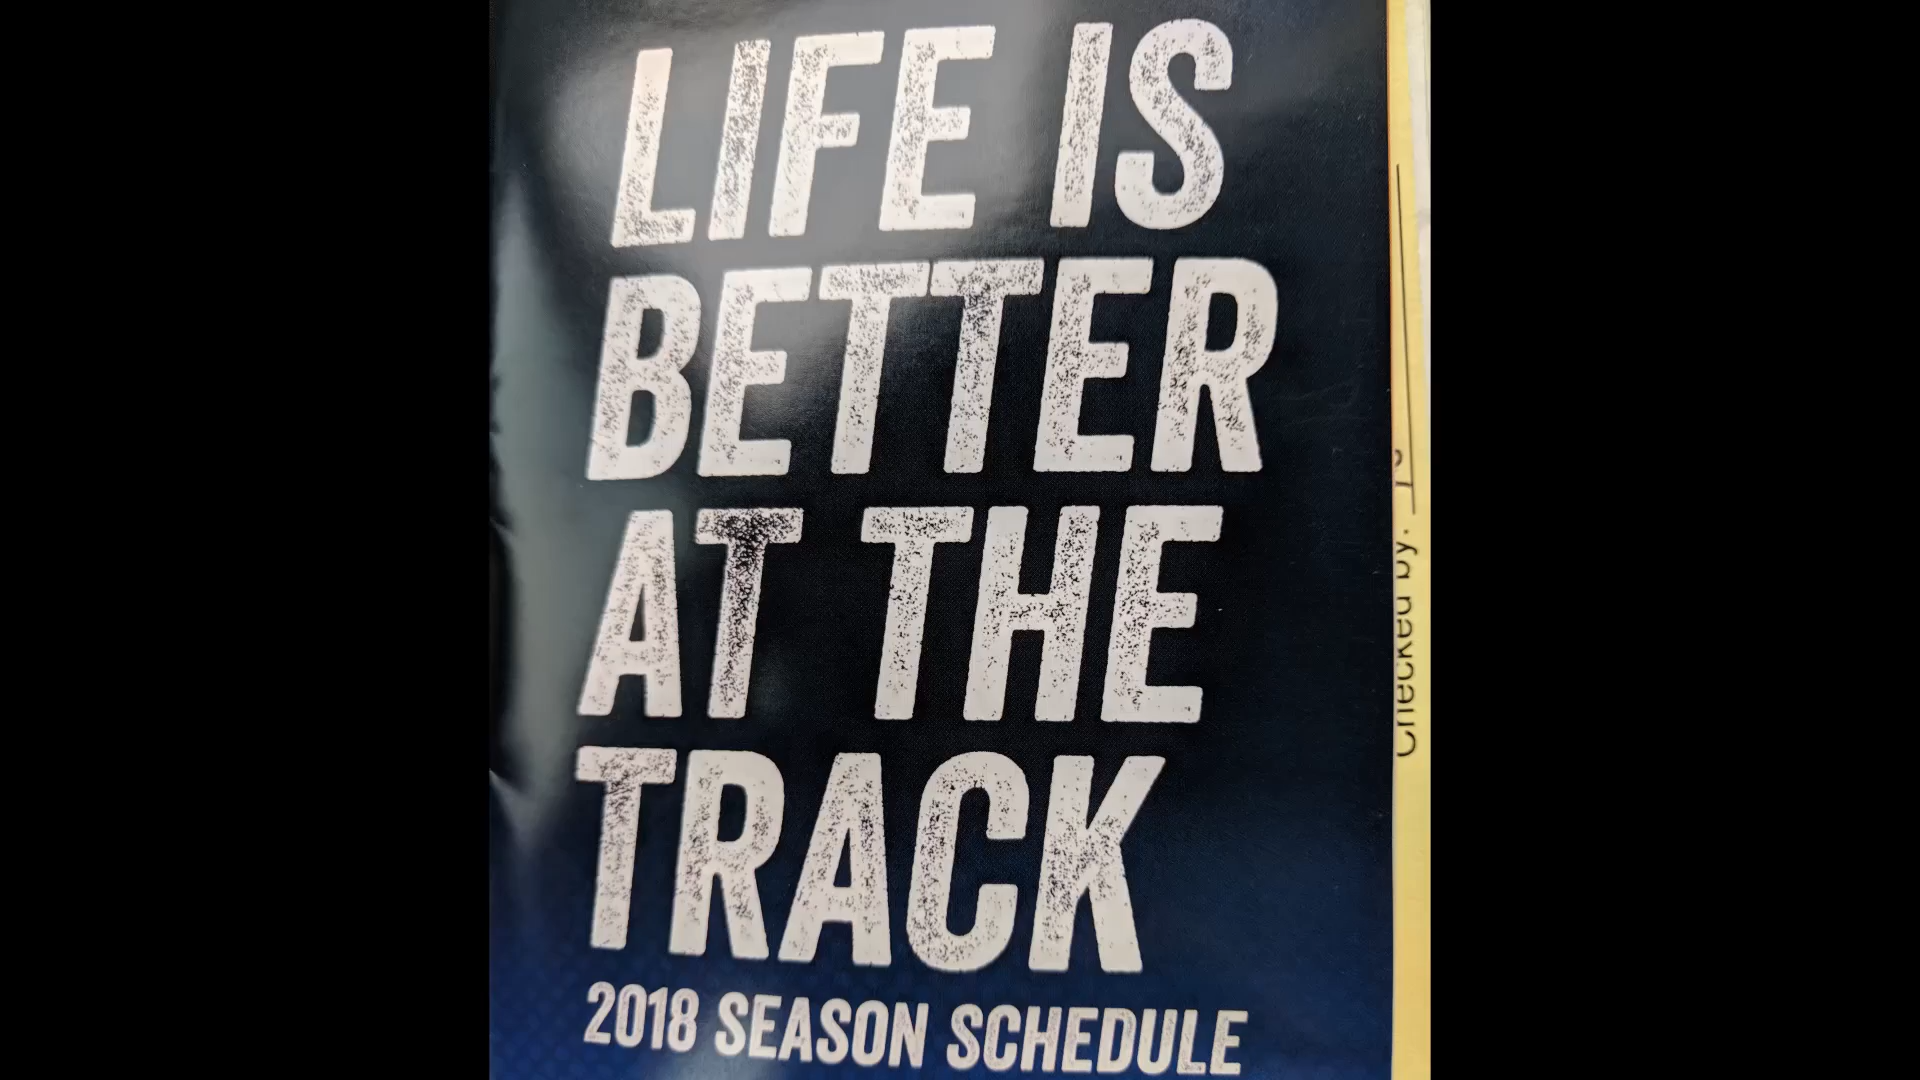 LIFE IS
BETTER
AT THE
TRACK
2018 SEASON SCHEDULE
Checked by: